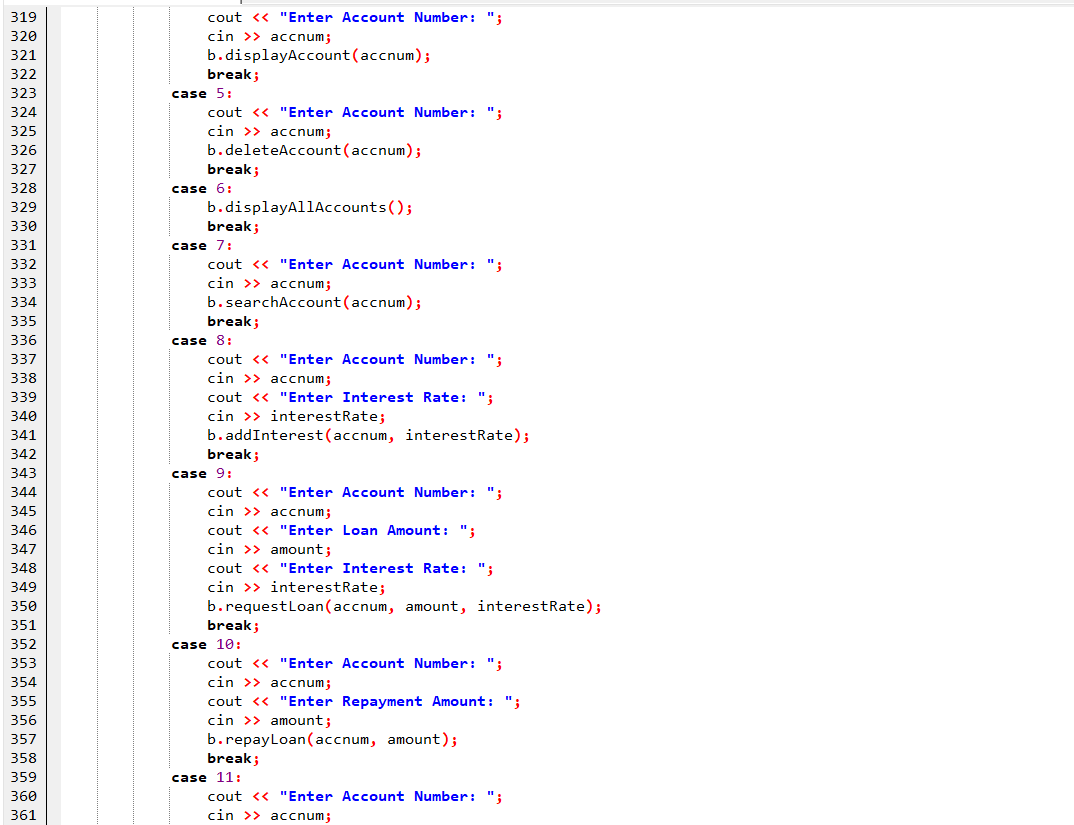 319 cout << "Enter Account Number: ";
320 cin >> accnum;
321 b.displayAccount(accnum);
322 break;
323 case 5:
324 cout << "Enter Account Number: ";
325 cin >> accnum;
326 b.deleteAccount(accnum);
327 break;
328 case 6:
329 b.displayAllAccounts();
330 break;
331 case 7:
332 cout << "Enter Account Number: ";
333 cin >> accnum;
334 b.searchAccount(accnum);
335 break;
336 case 8:
337 cout << "Enter Account Number: ";
338 cin >> accnum;
339 cout << "Enter Interest Rate: ";
340 cin >> interestRate;
341 b.addInterest(accnum, interestRate);
342 break;
343 case 9:
344 cout << "Enter Account Number: ";
345 cin >> accnum;
346 cout << "Enter Loan Amount: ";
347 cin >> amount;
348 cout << "Enter Interest Rate: ";
349 cin >> interestRate;
350 b.requestLoan(accnum, amount, interestRate);
351 break;
352 case 10:
353 cout << "Enter Account Number: ";
354 cin >> accnum;
355 cout << "Enter Repayment Amount: ";
356 cin >> amount;
357 b.repayLoan(accnum, amount);
358 break;
359 case 11:
360 cout << "Enter Account Number: ";
361 cin >> accnum;